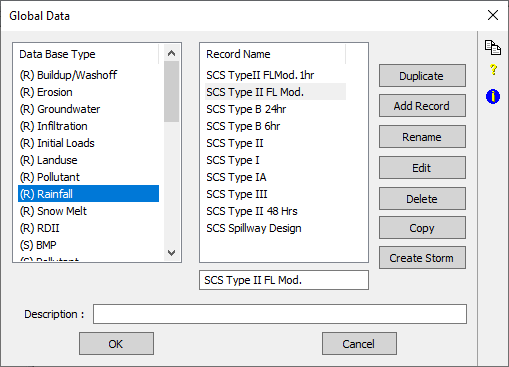 Global Data
Data Base Type
(R) Buildup/Washoff
(R) Erosion
(R) Groundwater
(R) Infiltration
(R) Initial Loads
(R) Landuse
(R) Pollutant
(R) Rainfall
(R) Snow Melt
(R) RDII
(S) BMP
(S) Pollutant
Record Name
SCS TypeII FLMod. 1hr
SCS Type II FL Mod.
SCS Type B 24hr
SCS Type B 6hr
SCS Type II
SCS Type I
SCS Type IA
SCS Type III
SCS Type II 48 Hrs
SCS Spillway Design
SCS Type II FL Mod.
Duplicate
Add Record
Rename
Edit
Delete
Copy
Create Storm
?
i
Description :
OK
Cancel